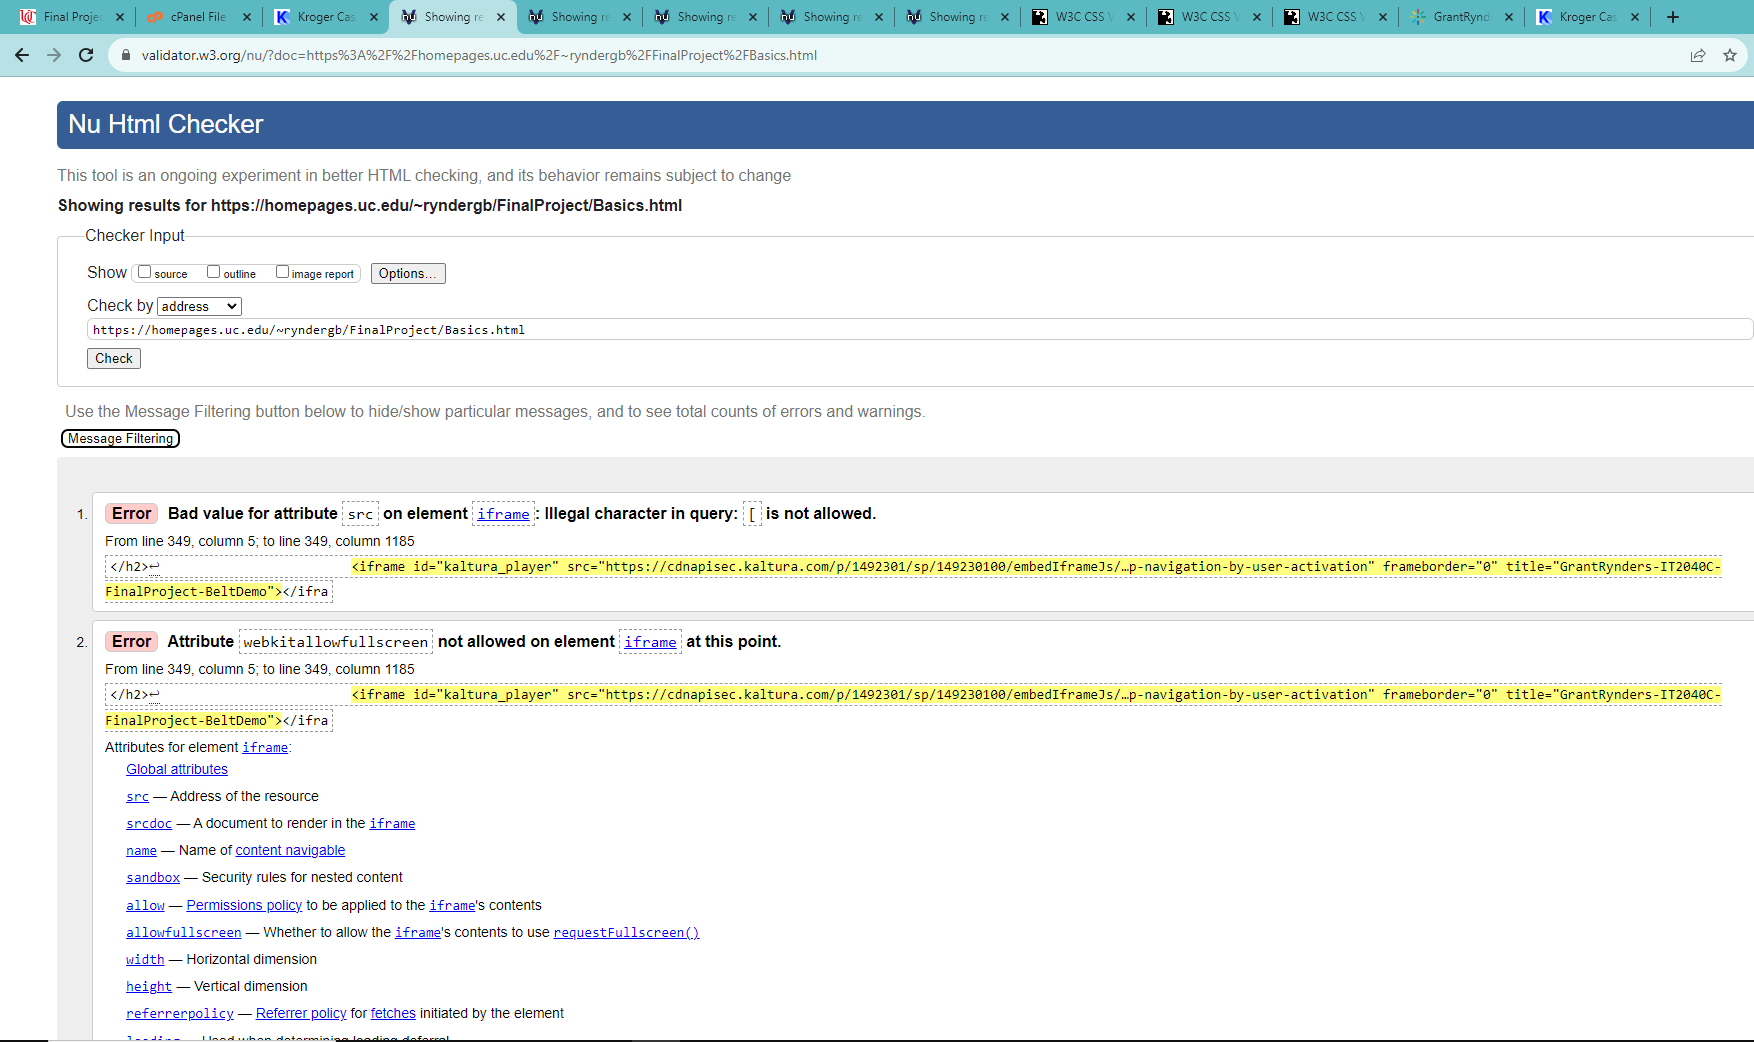 Final Projec
cPanel File
Kroger Cas
Showing re
Showing re
Showing re
Showing re
Showing re
W3C CSS V
W3C CSS V
W3C CSS V
GrantRynd
Kroger Cas
validator.w3.org/nu/?doc=https%3A%2F%2Fhomepages.uc.edu%2F~ryndergb%2FFinalProject%2FBasics.html
Nu Html Checker
This tool is an ongoing experiment in better HTML checking, and its behavior remains subject to change
Showing results for https://homepages.uc.edu/~ryndergb/FinalProject/Basics.html
Checker Input
Show source outline image report Options...
Check by address
https://homepages.uc.edu/~ryndergb/FinalProject/Basics.html
Check
Use the Message Filtering button below to hide/show particular messages, and to see total counts of errors and warnings.
Message Filtering
1. Error Bad value for attribute src on element iframe: Illegal character in query: [ is not allowed.
From line 349, column 5; to line 349, column 1185
</h2>↩ <iframe id="kaltura_player" src="https://cdnapisec.kaltura.com/p/1492301/sp/149230100/embedIframeJs/…p-navigation-by-user-activation" frameborder="0" title="GrantRynders-IT2040C-
FinalProject-BeltDemo"></ifra
2. Error Attribute webkitallowfullscreen not allowed on element iframe at this point.
From line 349, column 5; to line 349, column 1185
</h2>↩ <iframe id="kaltura_player" src="https://cdnapisec.kaltura.com/p/1492301/sp/149230100/embedIframeJs/…p-navigation-by-user-activation" frameborder="0" title="GrantRynders-IT2040C-
FinalProject-BeltDemo"></ifra
Attributes for element iframe:
Global attributes
src — Address of the resource
srcdoc — A document to render in the iframe
name — Name of content navigable
sandbox — Security rules for nested content
allow — Permissions policy to be applied to the iframe's contents
allowfullscreen — Whether to allow the iframe's contents to use requestFullscreen()
width — Horizontal dimension
height — Vertical dimension
referrerpolicy — Referrer policy for fetches initiated by the element
loading — Used when determining loading deferral